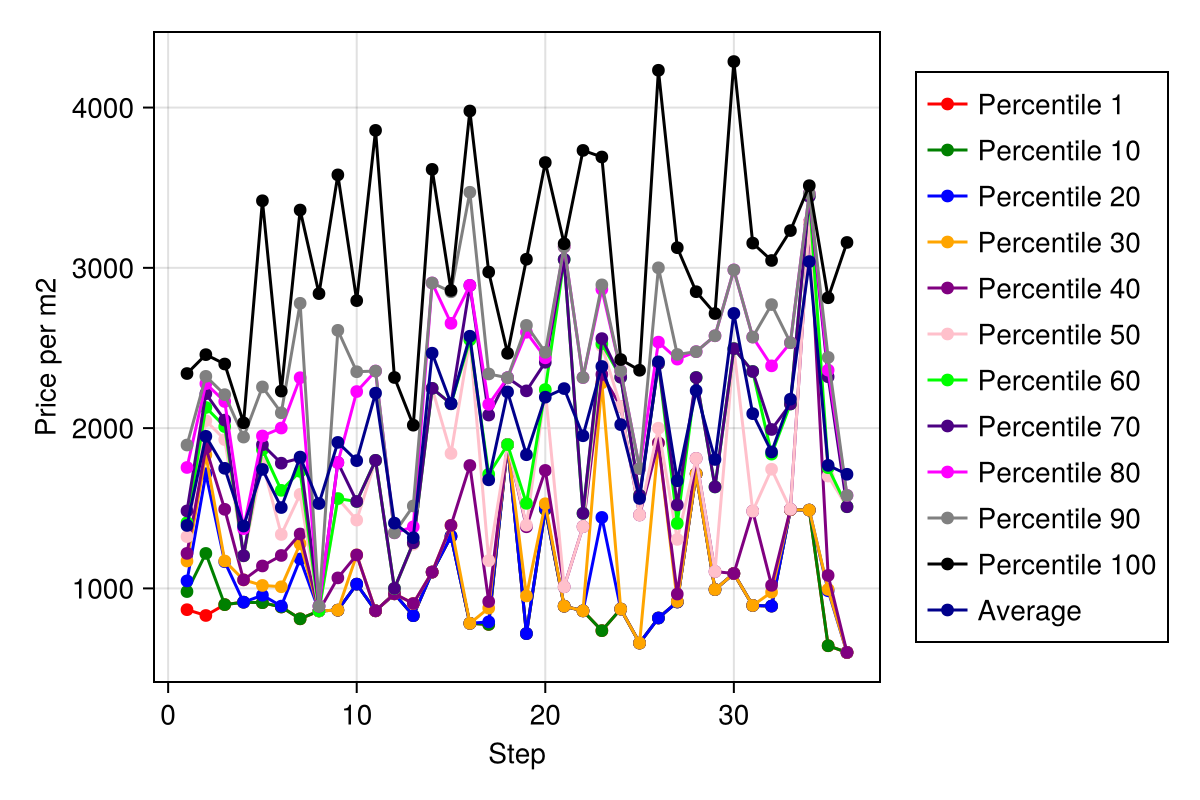 4000
3000
2000
1000
Price per m2
0
10
20
30
Step
Percentile 1
Percentile 10
Percentile 20
Percentile 30
Percentile 40
Percentile 50
Percentile 60
Percentile 70
Percentile 80
Percentile 90
Percentile 100
Average